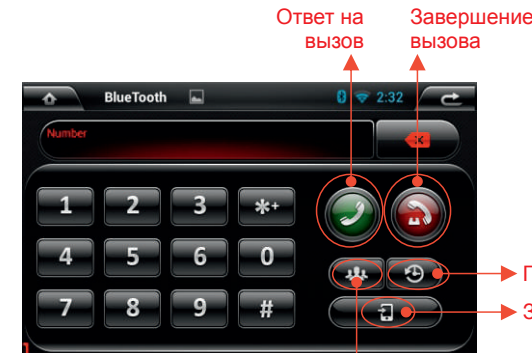 Ответ на
вызов
Завершение
вызова
BlueTooth 2:32
Number
1 2 3 *+
4 5 6 0
7 8 9 #